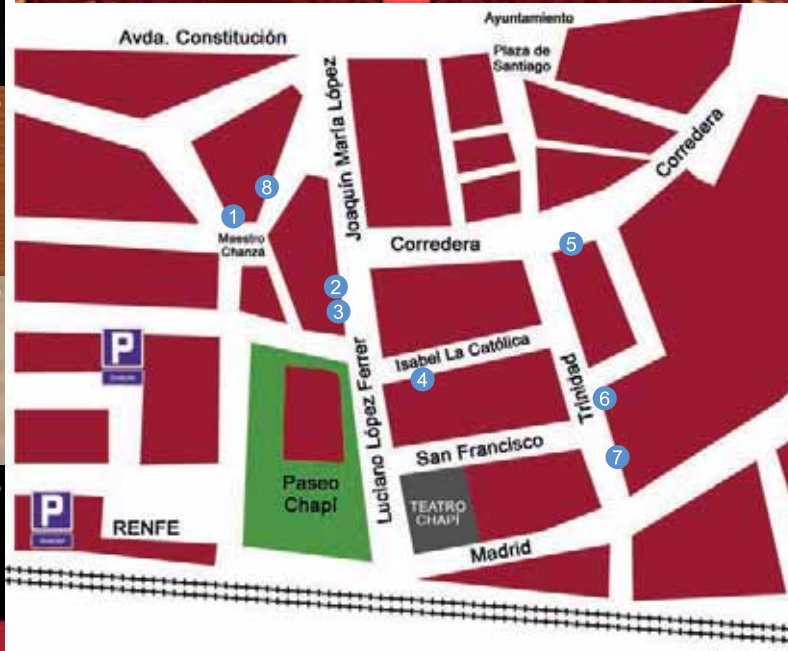 Ayuntamiento
Avda. Constitución
Plaza de
Santiago
Joaquín María López
Corredera
8
1
Maestro
Chanzá
Corredera
5
2
3
Isabel La Católica
4
Luciano López Ferrer
Trinidad
6
P
San Francisco
7
Paseo
Chapí
TEATRO
CHAPÍ
P
RENFE
Madrid